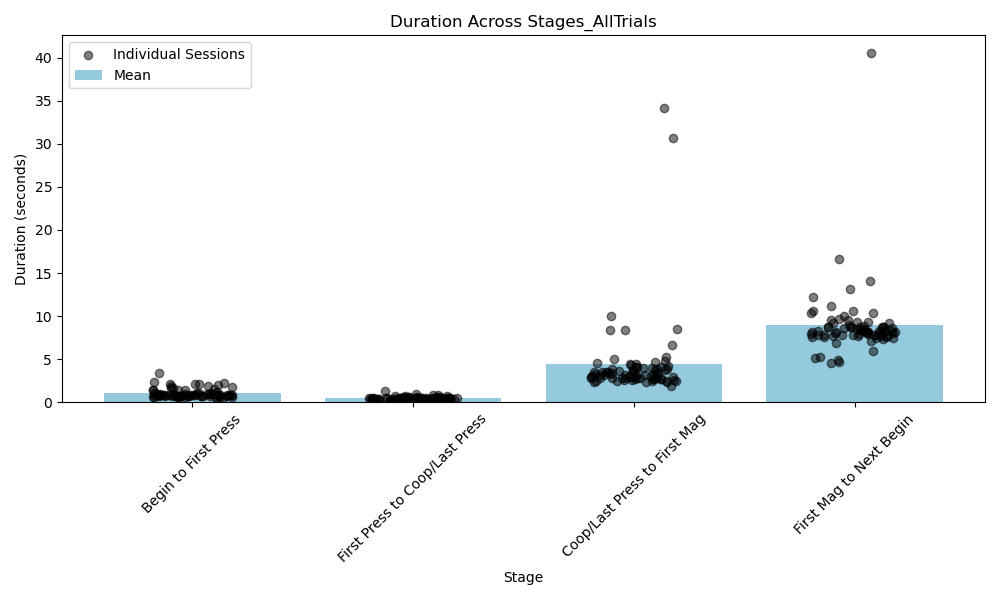 Duration Across Stages_AllTrials
Individual Sessions
Mean
Duration (seconds)
40
35
30
25
20
15
10
5
0
Begin to First Press
First Press to Coop/Last Press
Coop/Last Press to First Mag
First Mag to Next Begin
Stage